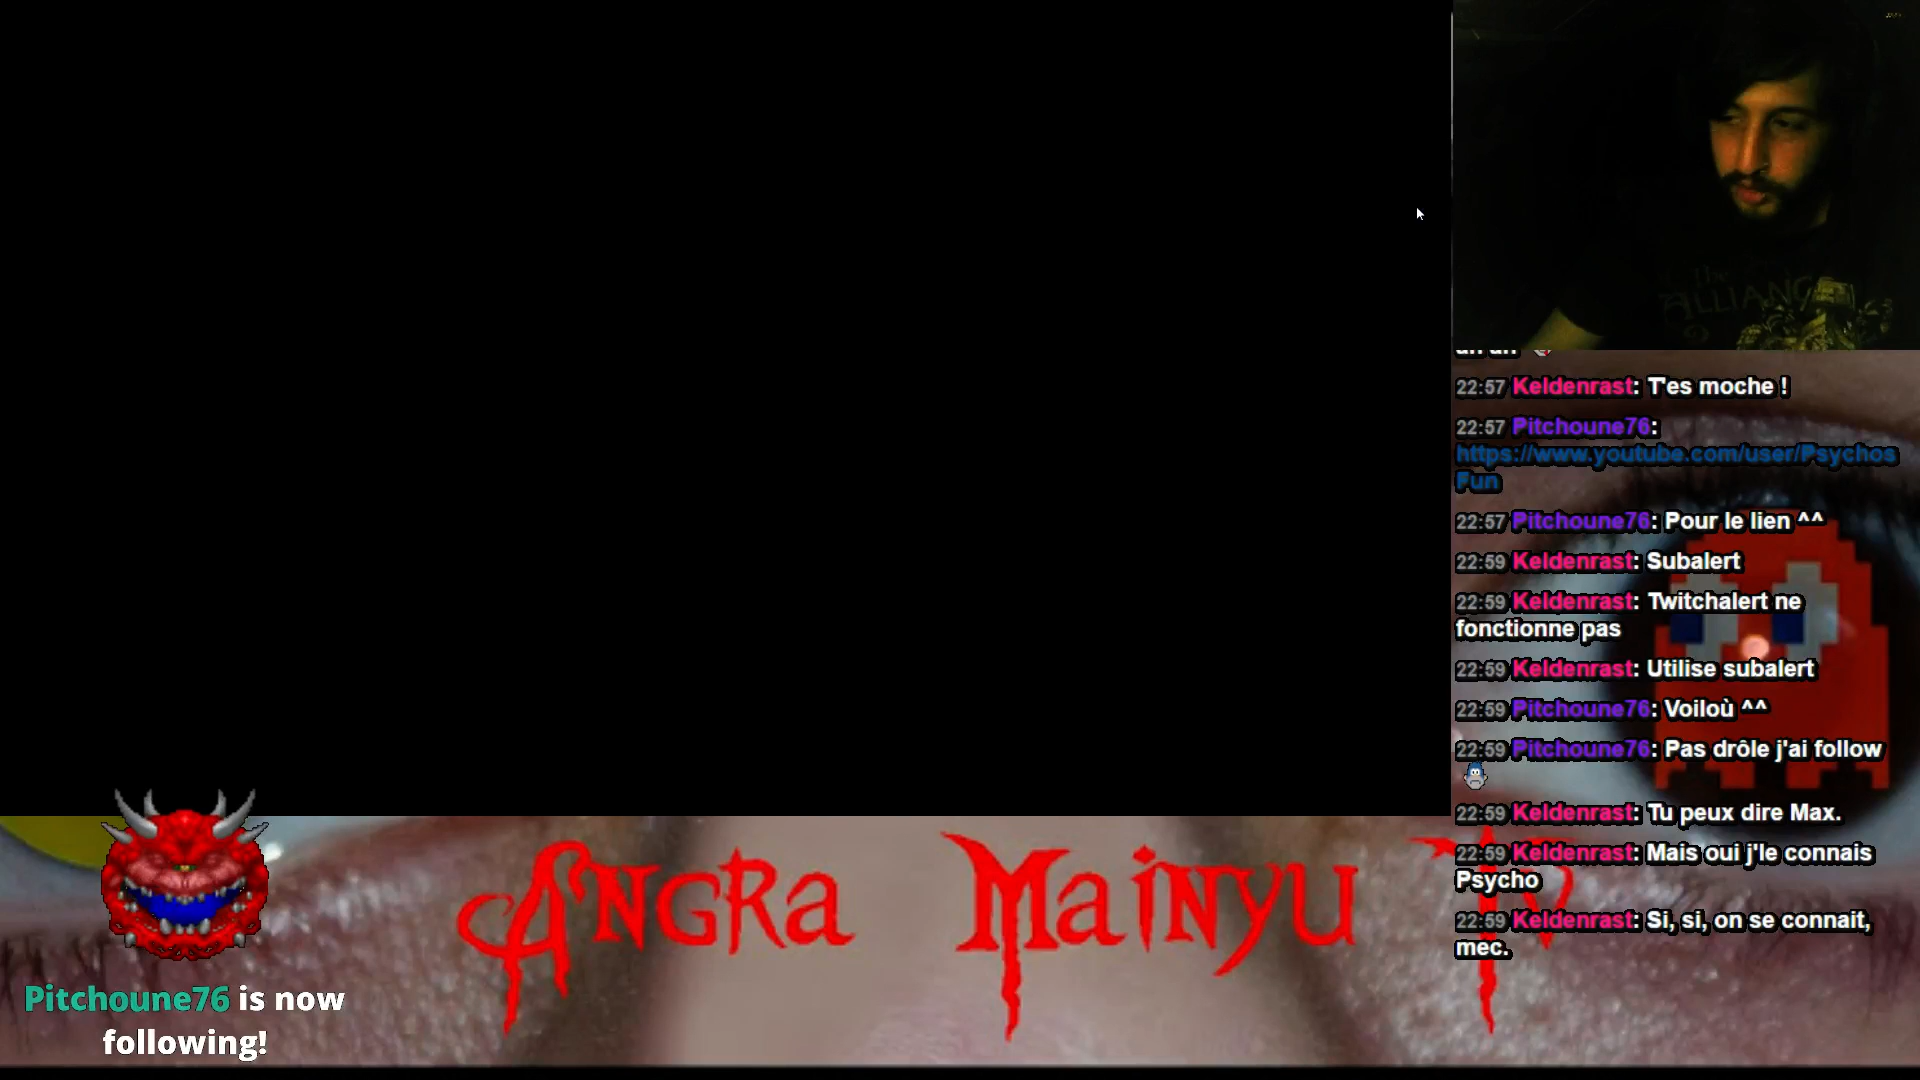 The
ALLIANCE
22:57 Keldenrast: T'es moche !
22:57 Pitchoune76:
https://www.youtube.com/user/Psychos
Fun
22:57 Pitchoune76: Pour le lien ^^
22:59 Keldenrast: Subalert
22:59 Keldenrast: Twitchalert ne
fonctionne pas
22:59 Keldenrast: Utilise subalert
22:59 Pitchoune76: Voiloù ^^
22:59 Pitchoune76: Pas drôle j'ai follow
22:59 Keldenrast: Tu peux dire Max.
22:59 Keldenrast: Mais oui j'le connais
Psycho
22:59 Keldenrast: Si, si, on se connait,
mec.
Angra Mainyu TV
Pitchoune76 is now
following!